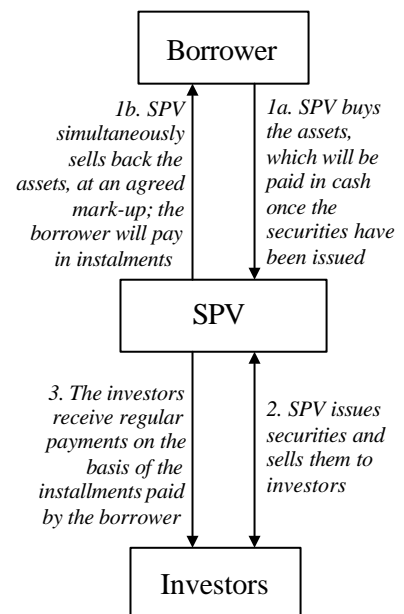 Borrower
1b. SPV
simultaneously
sells back the
assets, at an agreed
mark-up; the
borrower will pay
in instalments
1a. SPV buys
the assets,
which will be
paid in cash
once the
securities have
been issued
SPV
3. The investors
receive regular
payments on the
basis of the
installments paid
by the borrower
2. SPV issues
securities and
sells them to
investors
Investors